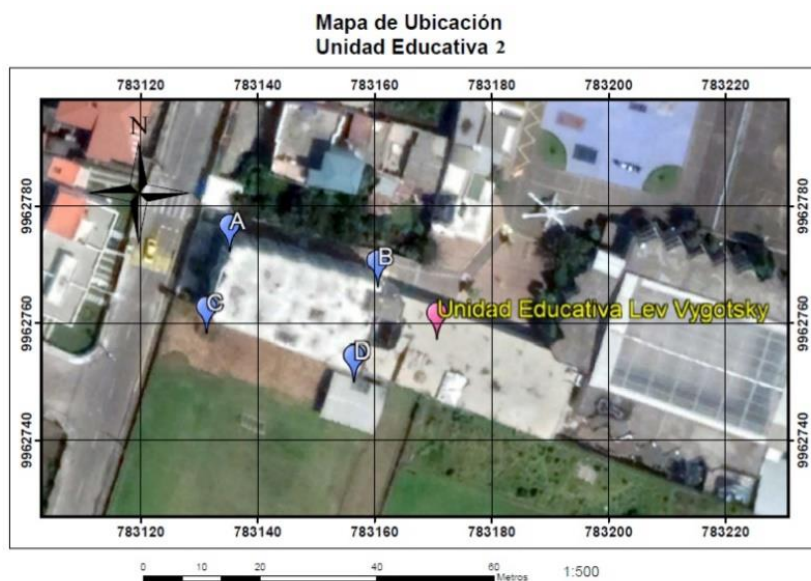 Mapa de Ubicación
Unidad Educativa 2
783120 783140 783160 783180 783200 783220
N
9962780 9962780
A
B
C
Unidad Educativa Lev Vygotsky
9962760 9962760
D
9962740 9962740
783120 783140 783160 783180 783200 783220
0 10 20 40 60
Metros
1:500